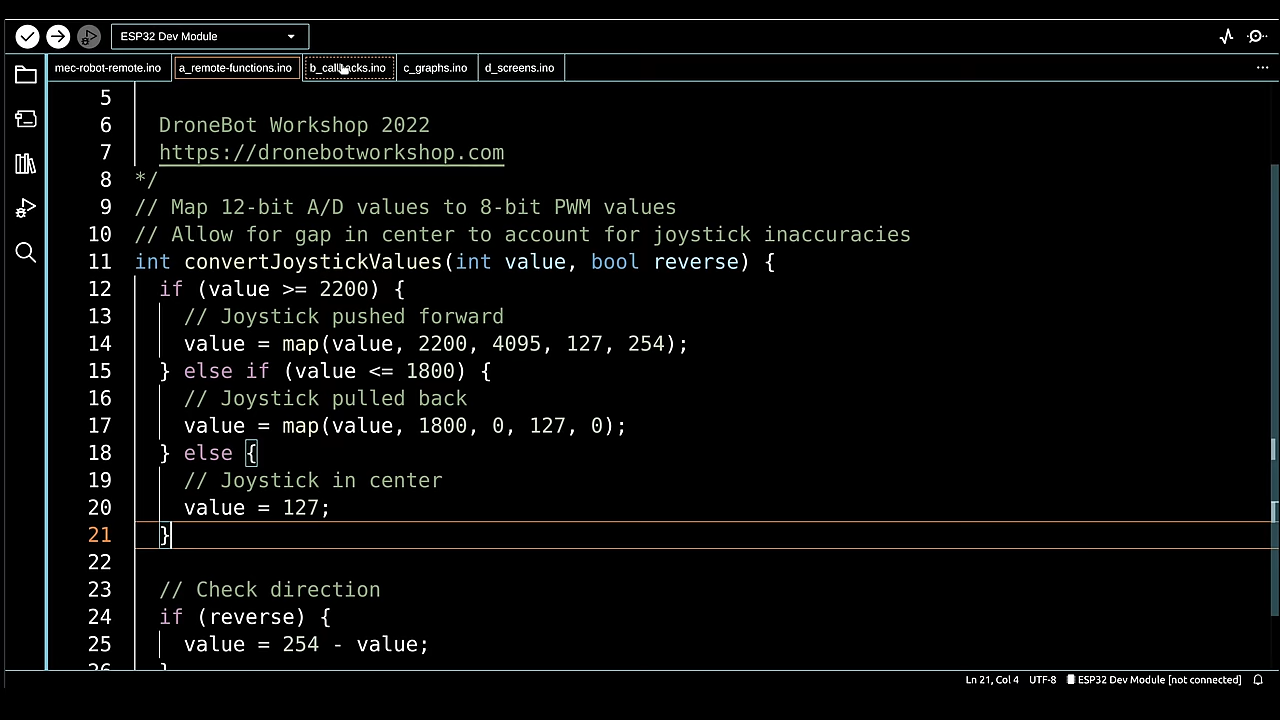 ESP32 Dev Module
mec-robot-remote.ino a_remote-functions.ino b_callbacks.ino c_graphs.ino d_screens.ino
5
6 DroneBot Workshop 2022
7 https://dronebotworkshop.com
8 */
9 // Map 12-bit A/D values to 8-bit PWM values
10 // Allow for gap in center to account for joystick inaccuracies
11 int convertJoystickValues(int value, bool reverse) {
12 if (value >= 2200) {
13 // Joystick pushed forward
14 value = map(value, 2200, 4095, 127, 254);
15 } else if (value <= 1800) {
16 // Joystick pulled back
17 value = map(value, 1800, 0, 127, 0);
18 } else {
19 // Joystick in center
20 value = 127;
21 }
22
23 // Check direction
24 if (reverse) {
25 value = 254 - value;
26 }
Ln 21, Col 4 UTF-8 ESP32 Dev Module [not connected]